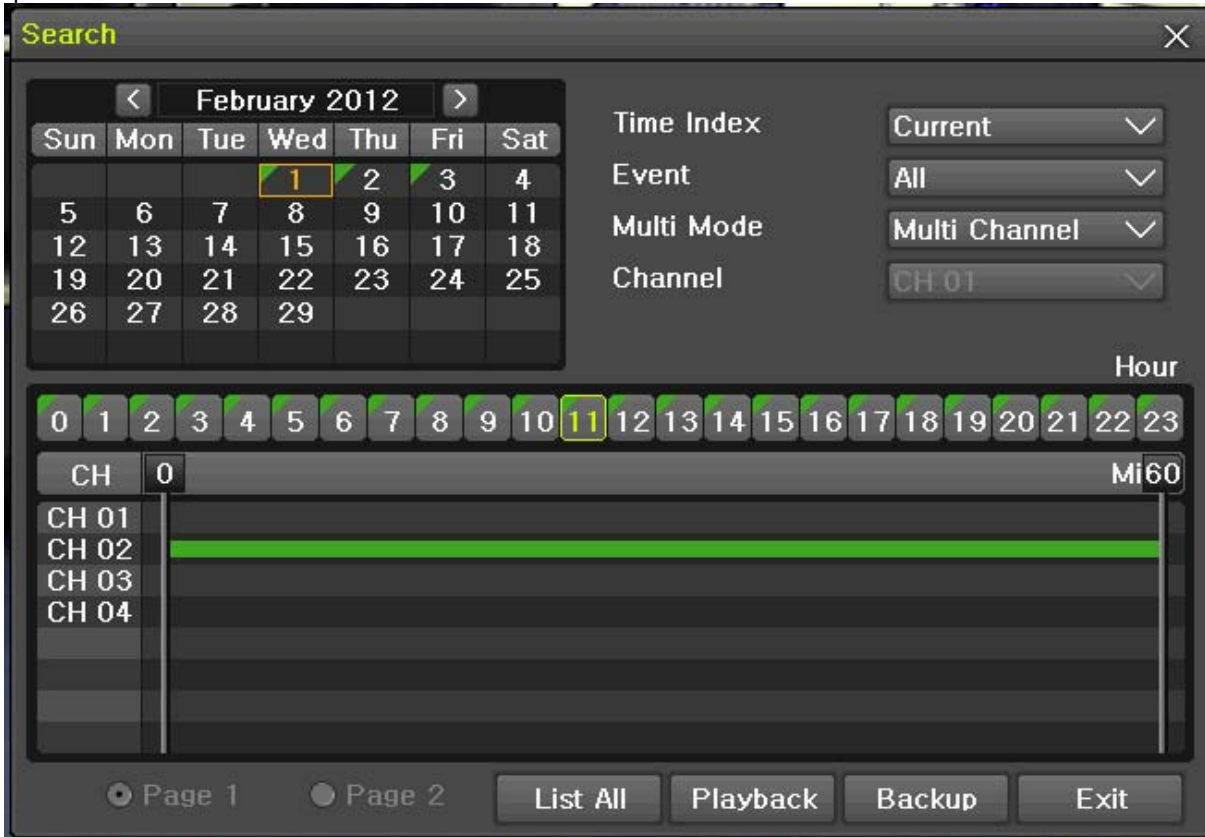 Search
< February 2012 >
Sun Mon Tue Wed Thu Fri Sat
1 2 3 4
5 6 7 8 9 10 11
12 13 14 15 16 17 18
19 20 21 22 23 24 25
26 27 28 29
Time Index Current
Event All
Multi Mode Multi Channel
Channel CH 01
Hour
0 1 2 3 4 5 6 7 8 9 10 11 12 13 14 15 16 17 18 19 20 21 22 23
CH 0 Mi 60
CH 01
CH 02
CH 03
CH 04
Page 1 Page 2 List All Playback Backup Exit